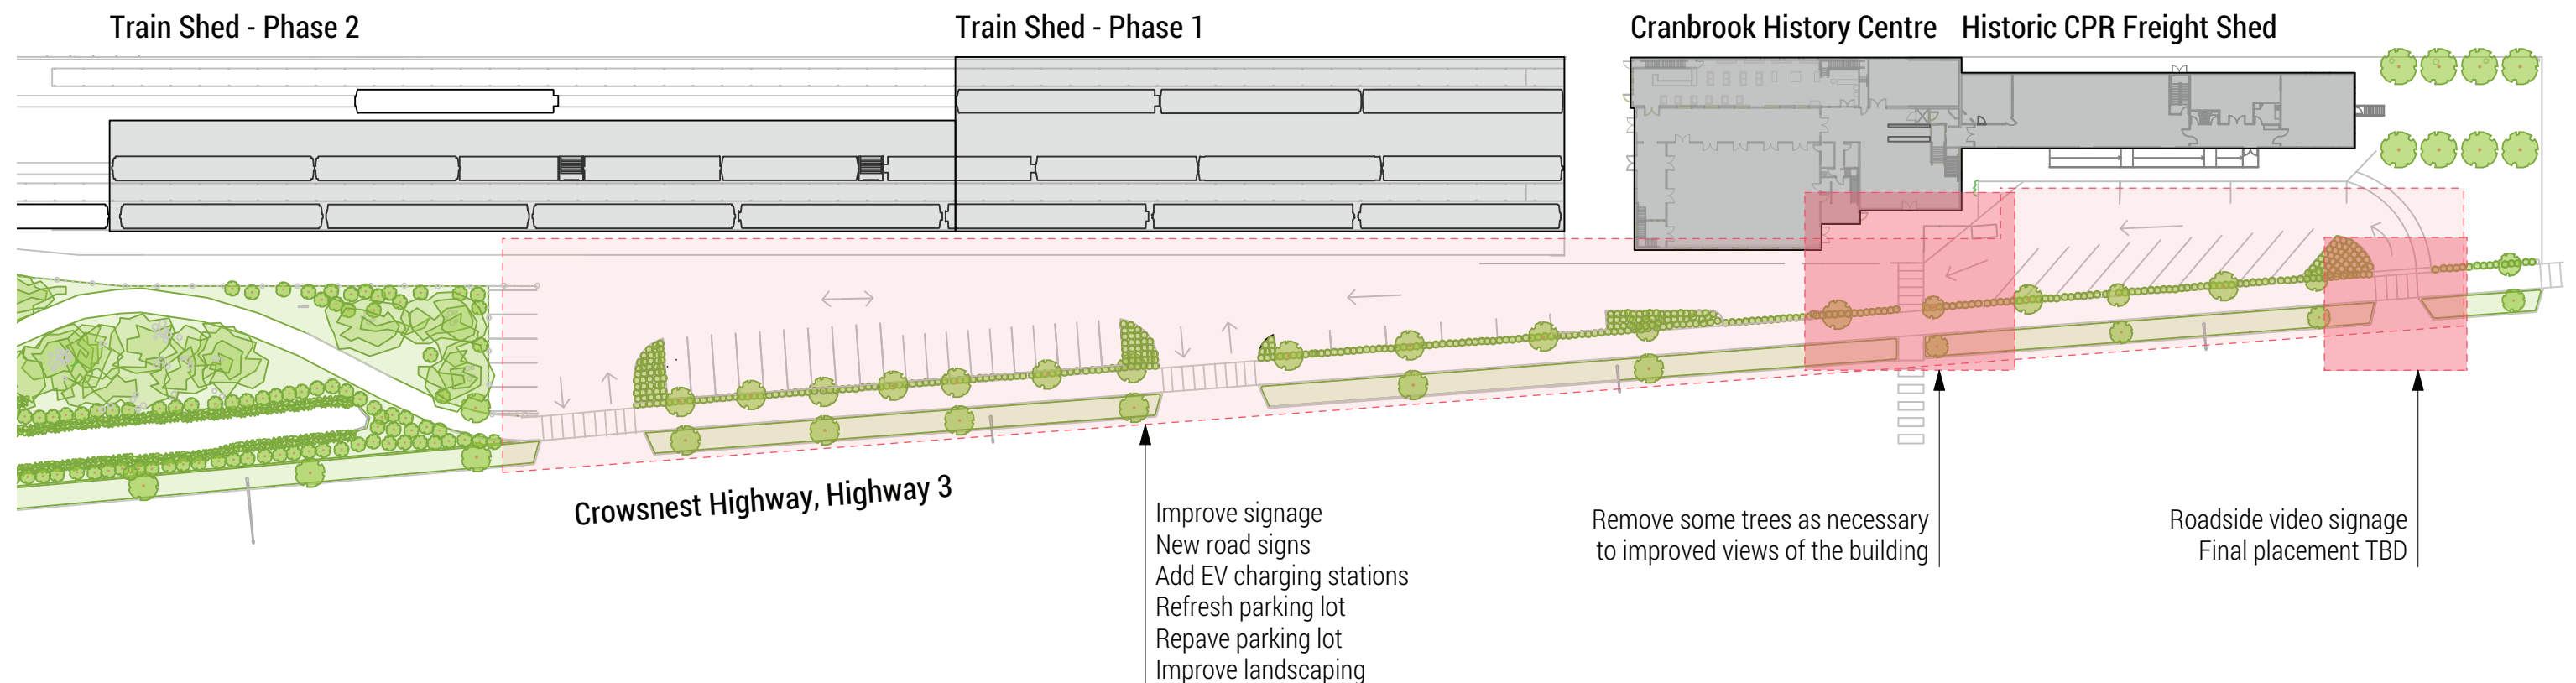 Train Shed - Phase 2
Train Shed - Phase 1
Cranbrook History Centre
Historic CPR Freight Shed
Crowsnest Highway, Highway 3
Improve signage
New road signs
Add EV charging stations
Refresh parking lot
Repave parking lot
Improve landscaping
Remove some trees as necessary
to improved views of the building
Roadside video signage
Final placement TBD